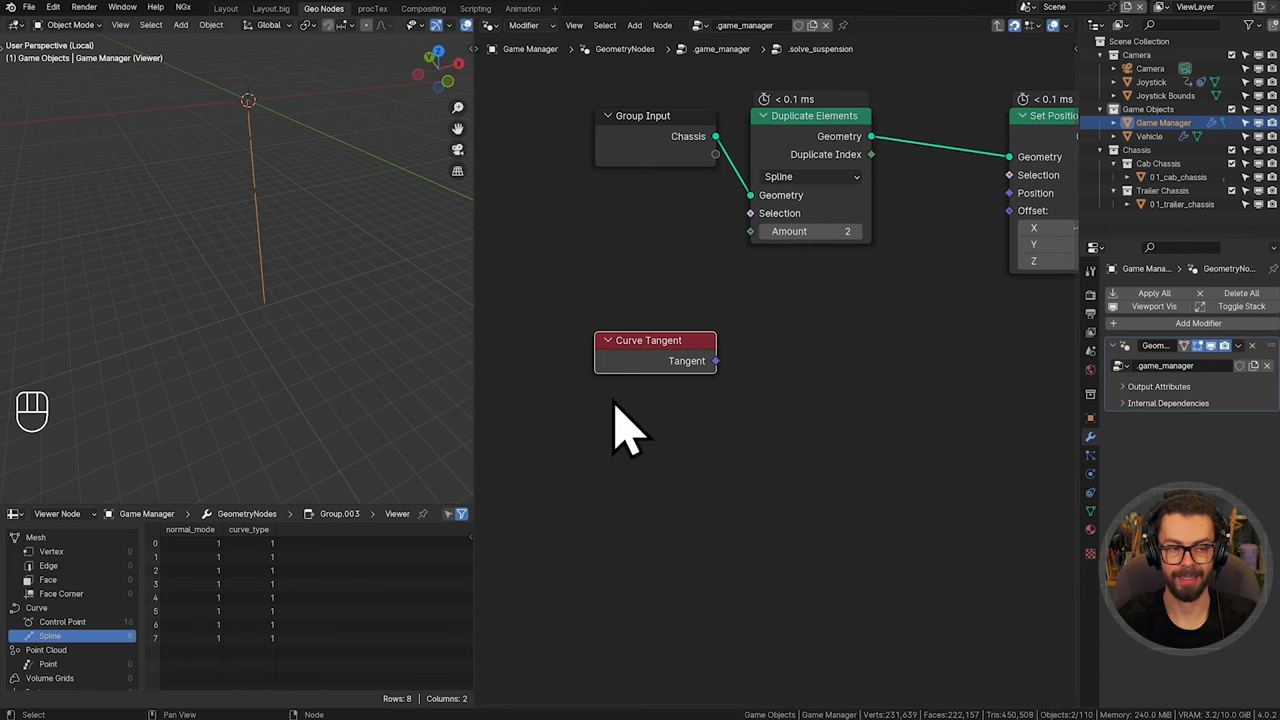 File Edit Render Window Help NGx Layout Layout.big Geo Nodes procTex Compositing Scripting Animation Scene ViewLayer
Object Mode View Select Add Object Global
Modifier View Select Add Node .game_manager
User Perspective (Local)
(1) Game Objects | Game Manager (Viewer)
Game Manager GeometryNodes .game_manager .solve_suspension
Scene Collection
Camera
Camera
Joystick
Joystick Bounds
Game Objects
Game Manager
Vehicle
Chassis
Cab Chassis
01_cab_chassis
Trailer Chassis
01_trailer_chassis
< 0.1 ms
Duplicate Elements
Geometry
Duplicate Index
Spline
Geometry
Selection
Amount 2
Group Input
Chassis
< 0.1 ms
Set Positio
Geometry
Selection
Position
Offset:
X
Y
Z
Curve Tangent
Tangent
Game Mana... GeometryNo...
Apply All Delete All
Viewport Vis Toggle Stack
Add Modifier
Geom...
.game_manager
Output Attributes
Internal Dependencies
Viewer Node Game Manager GeometryNodes Group.003 Viewer
Mesh
Vertex 0
Edge 0
Face 0
Face Corner 0
Curve
Control Point 16
Spline 8
Point Cloud
Point 0
Volume Grids 0
normal_mode curve_type
0 1 1
1 1 1
2 1 1
3 1 1
4 1 1
5 1 1
6 1 1
7 1 1
Rows: 8 Columns: 2
Select Pan View Node Game Objects | Game Manager | Verts:231,639 | Faces:222,157 | Tris:450,508 | Objects:2/110 | Memory: 240.0 MiB | VRAM: 3.2/10.0 GiB | 4.0.2